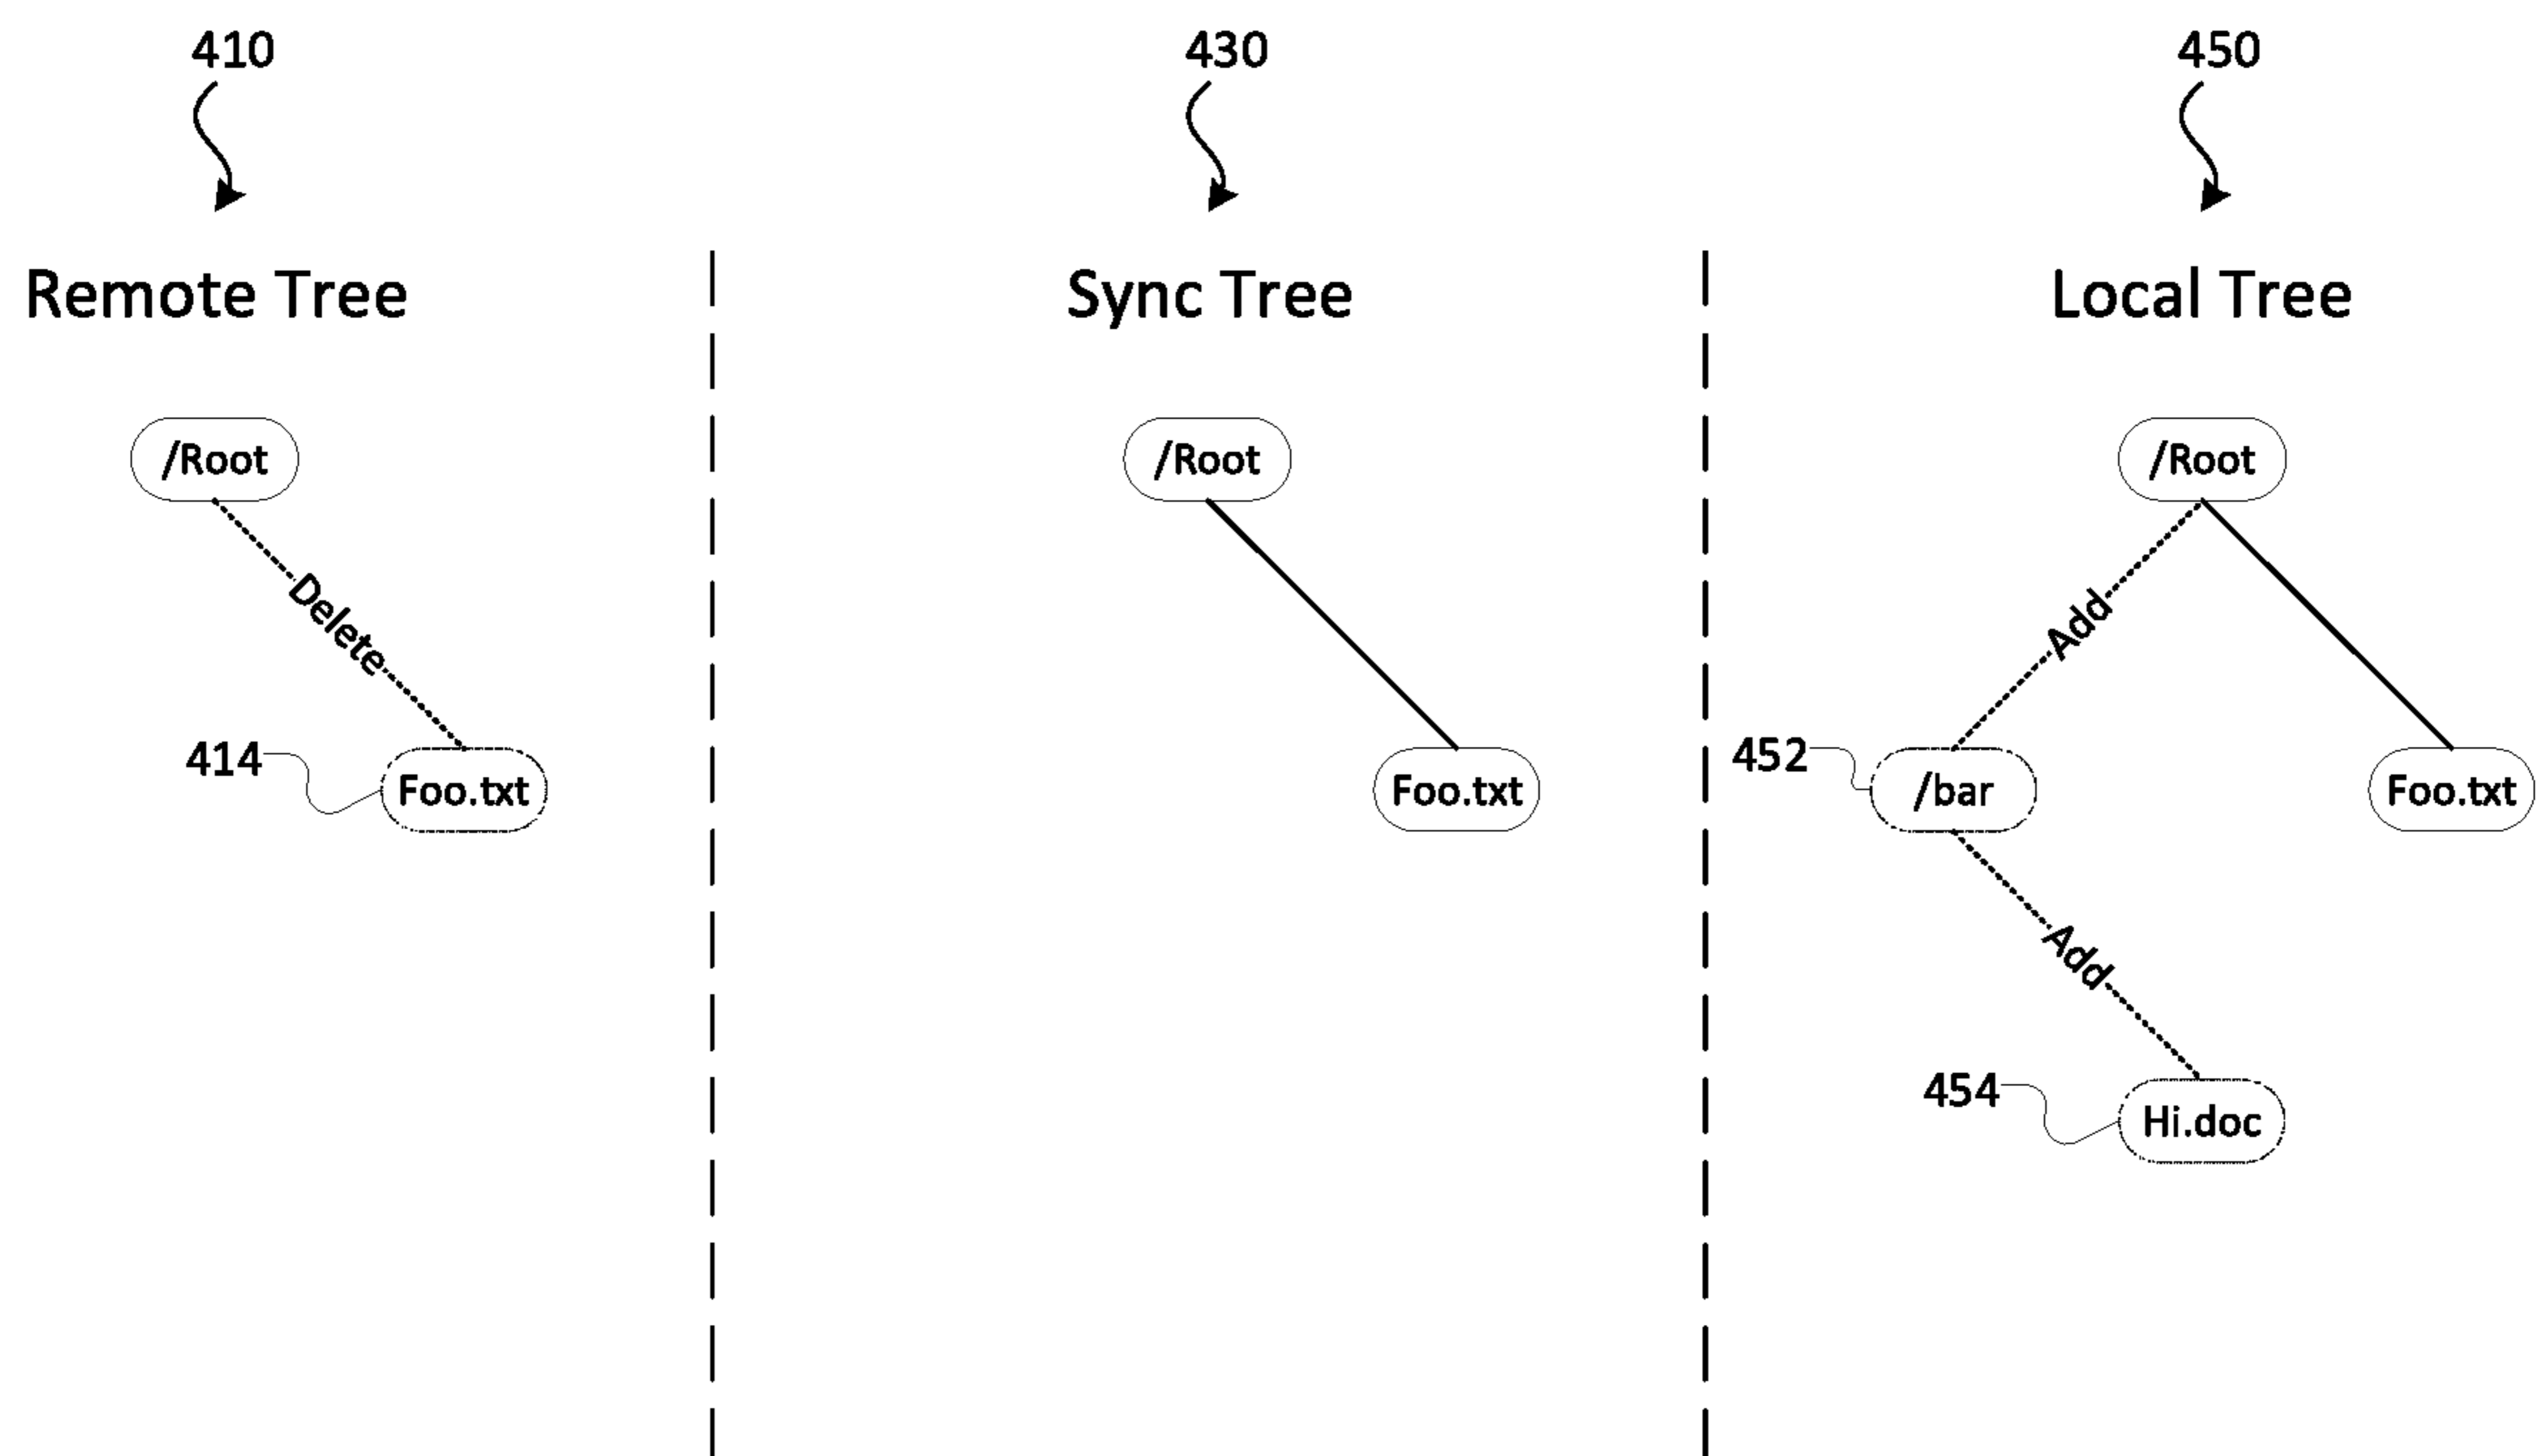 410
430
450
Remote Tree
Sync Tree
Local Tree
/Root
/Root
/Root
Delete
Add
414
Foo.txt
Foo.txt
452
/bar
Foo.txt
Add
454
Hi.doc